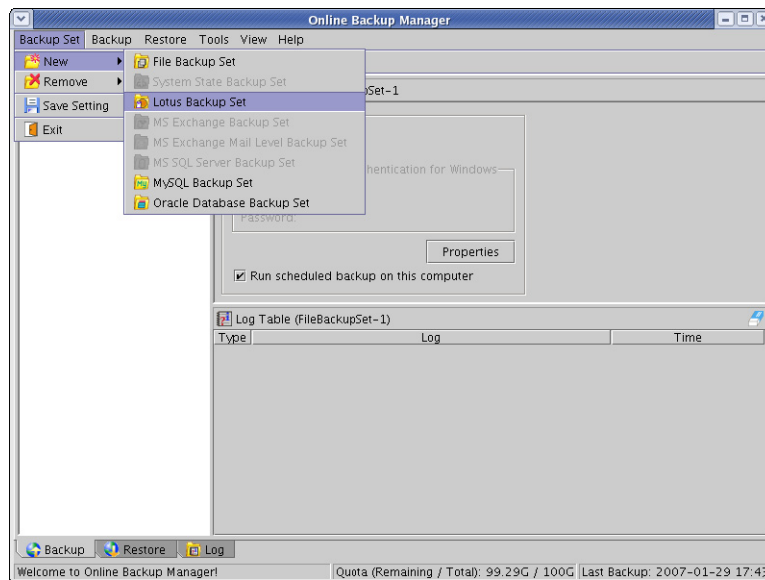 Online Backup Manager
Backup Set Backup Restore Tools View Help
New
Remove
Save Setting
Exit
File Backup Set
System State Backup Set
Lotus Backup Set
MS Exchange Backup Set
MS Exchange Mail Level Backup Set
MS SQL Server Backup Set
MySQL Backup Set
Oracle Database Backup Set
Set-1
hentication for Windows
Password:
Properties
Run scheduled backup on this computer
Log Table (FileBackupSet-1)
Type Log Time
Backup Restore Log
Welcome to Online Backup Manager! Quota (Remaining / Total): 99.29G / 100G Last Backup: 2007-01-29 17:43